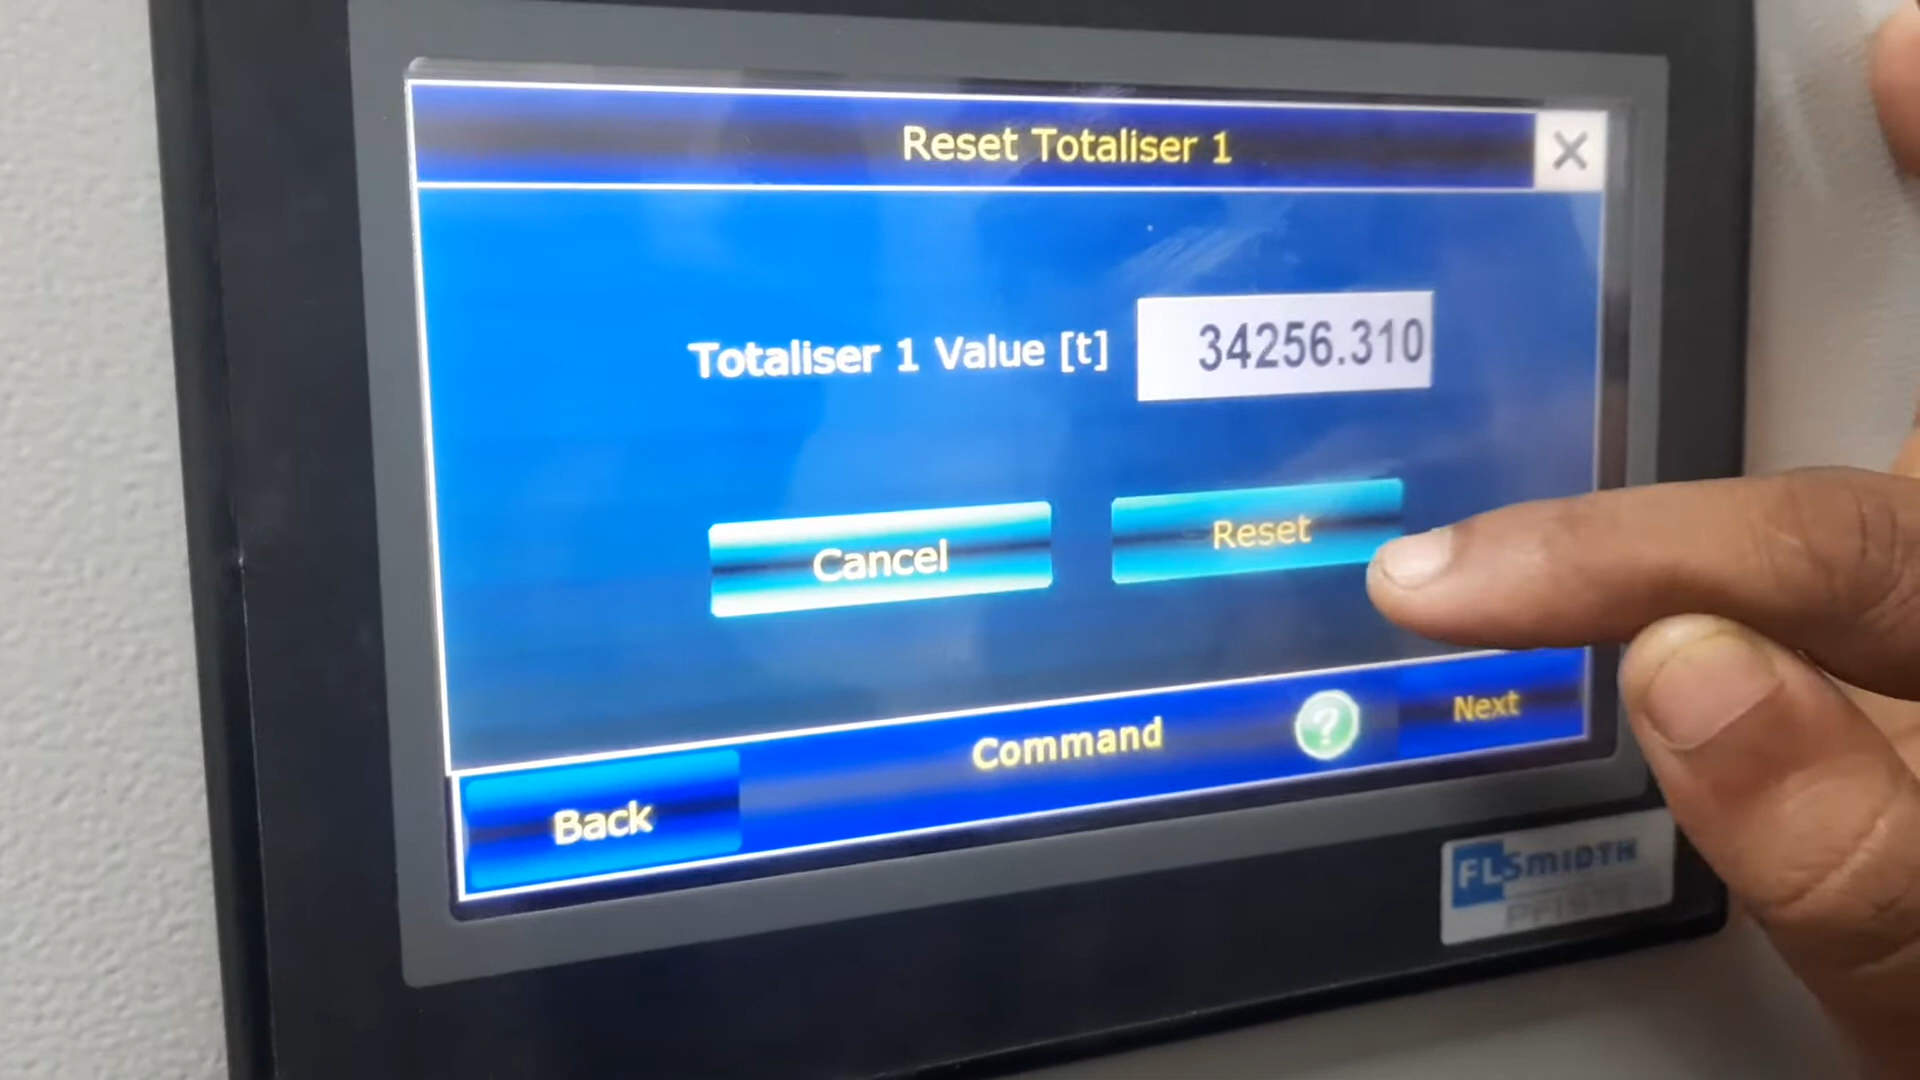 Reset Totaliser 1
Totaliser 1 Value [t] 34256.310
Cancel Reset
Back Command ? Next
FLSMIDTH